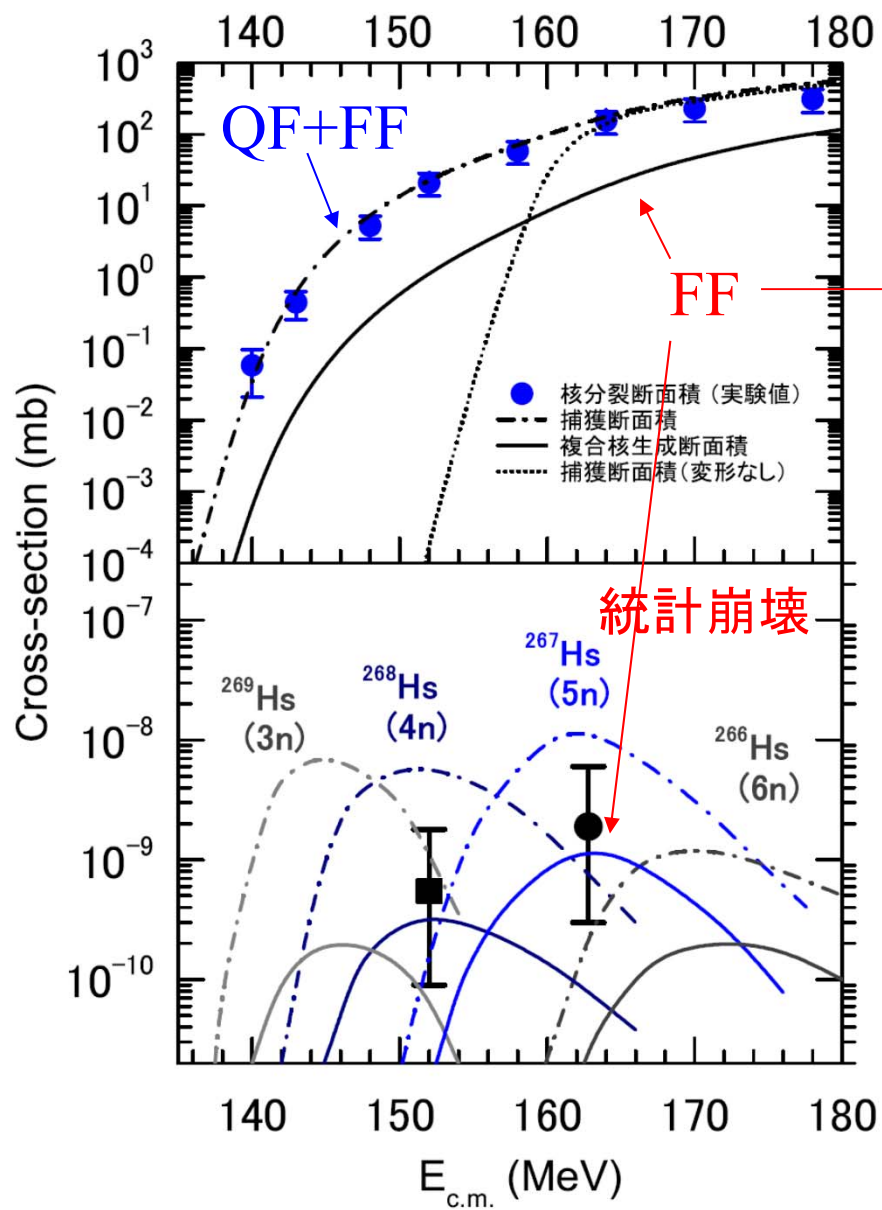 140 150 160 170 180
10³
10²
10¹
10⁰
10⁻¹
10⁻²
10⁻³
10⁻⁴
QF+FF
FF
核分裂断面積 (実験値)
捕獲断面積
複合核生成断面積
捕獲断面積(変形なし)
Cross-section (mb)
統計崩壊
10⁻⁷
10⁻⁸
10⁻⁹
10⁻¹⁰
²⁶⁹Hs
(3n)
²⁶⁸Hs
(4n)
²⁶⁷Hs
(5n)
²⁶⁶Hs
(6n)
140 150 160 170 180
E_c.m. (MeV)